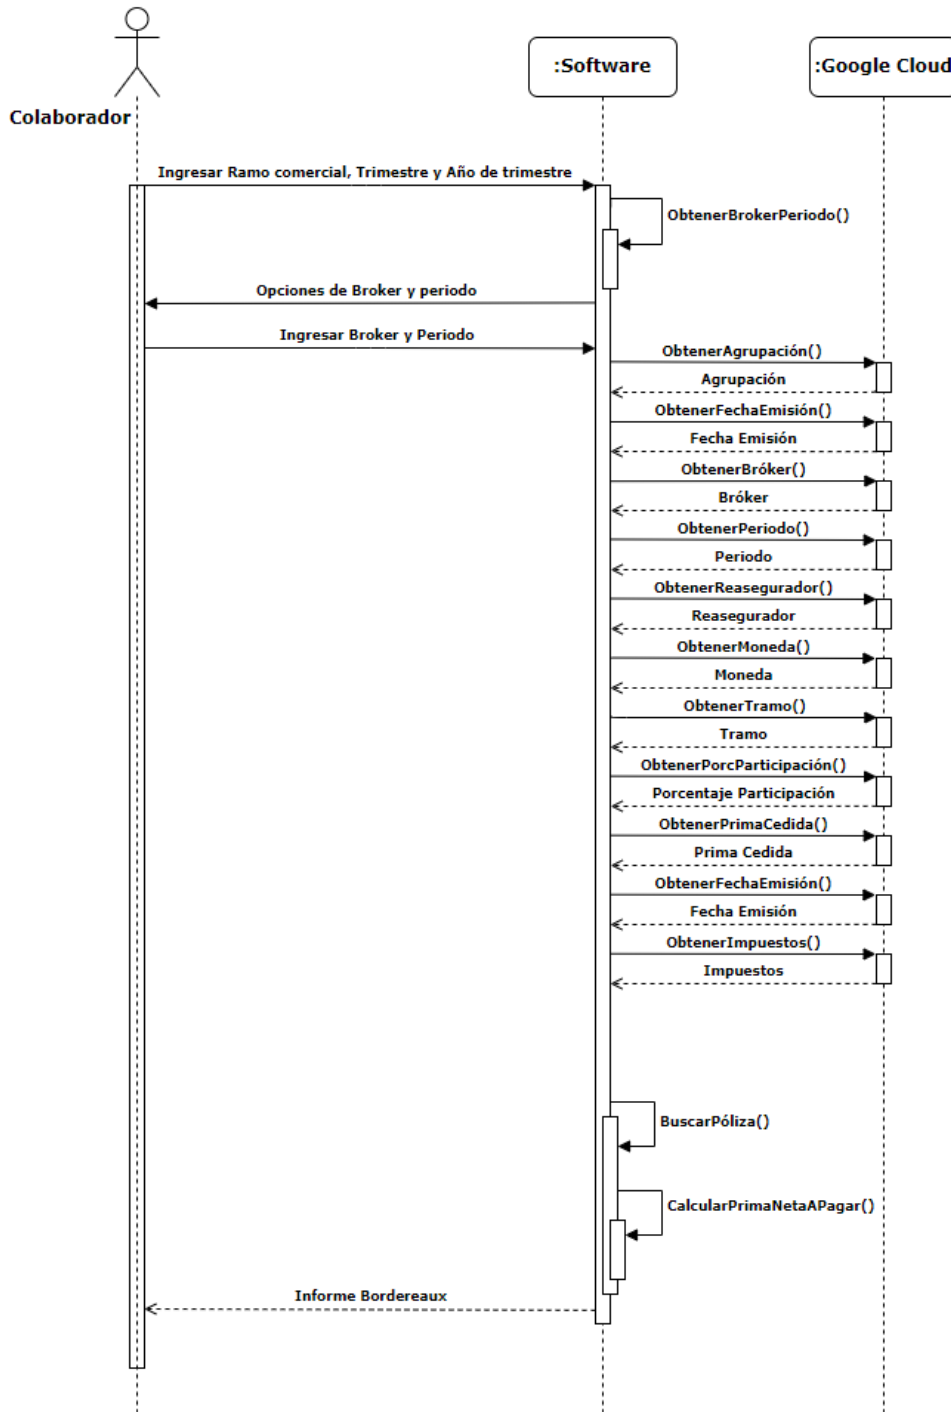 :Software
:Google Cloud
Colaborador
Ingresar Ramo comercial, Trimestre y Año de trimestre
ObtenerBrokerPeriodo()
Opciones de Broker y periodo
Ingresar Broker y Periodo
ObtenerAgrupación()
Agrupación
ObtenerFechaEmisión()
Fecha Emisión
ObtenerBróker()
Bróker
ObtenerPeriodo()
Periodo
ObtenerReasegurador()
Reasegurador
ObtenerMoneda()
Moneda
ObtenerTramo()
Tramo
ObtenerPorcParticipación()
Porcentaje Participación
ObtenerPrimaCedida()
Prima Cedida
ObtenerFechaEmisión()
Fecha Emisión
ObtenerImpuestos()
Impuestos
BuscarPóliza()
CalcularPrimaNetaAPagar()
Informe Bordereaux